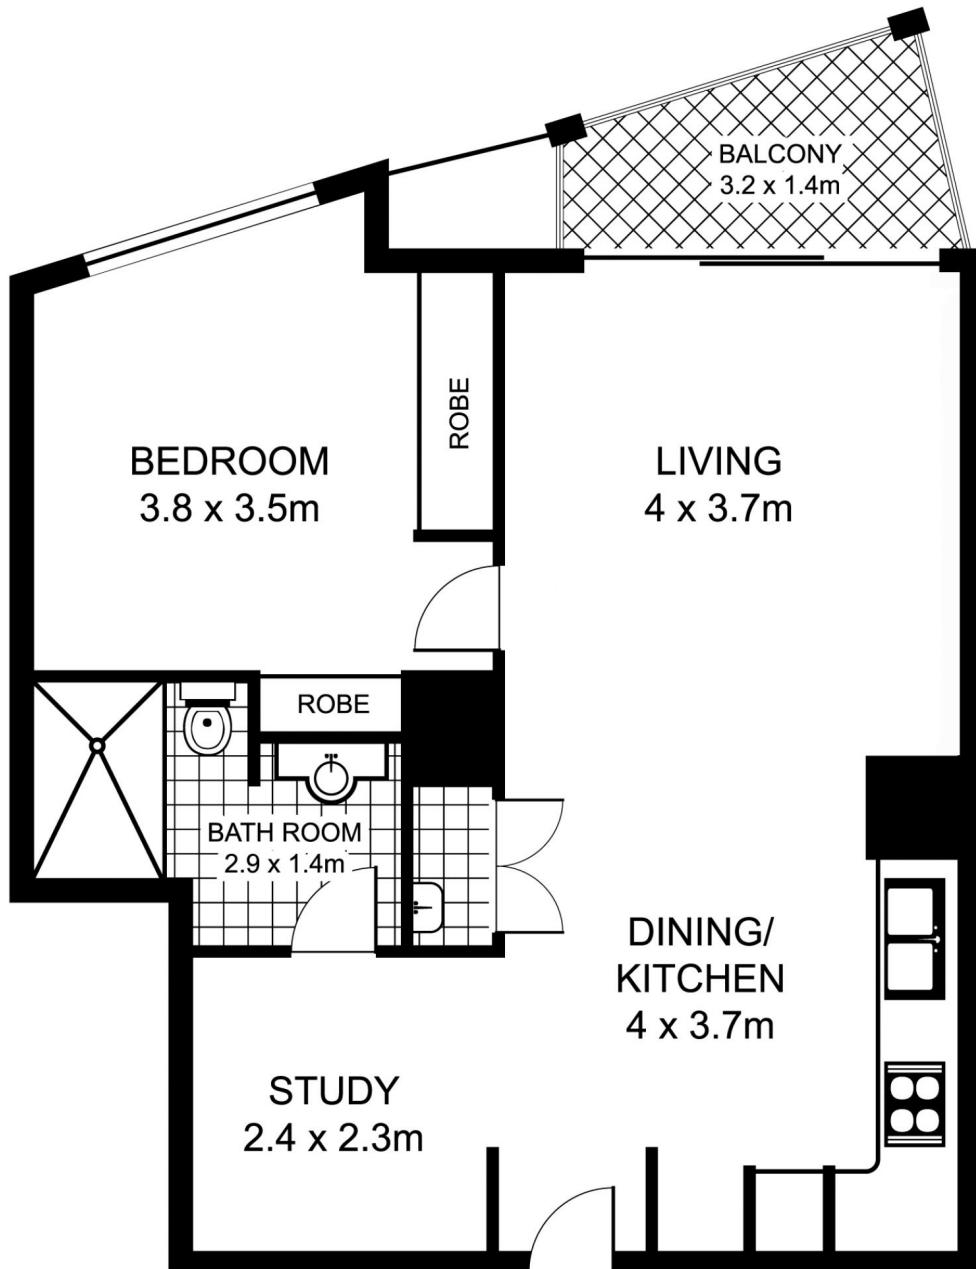 BALCONY
3.2 x 1.4m
ROBE
BEDROOM
3.8 x 3.5m
LIVING
4 x 3.7m
ROBE
BATH ROOM
2.9 x 1.4m
DINING/
KITCHEN
4 x 3.7m
STUDY
2.4 x 2.3m